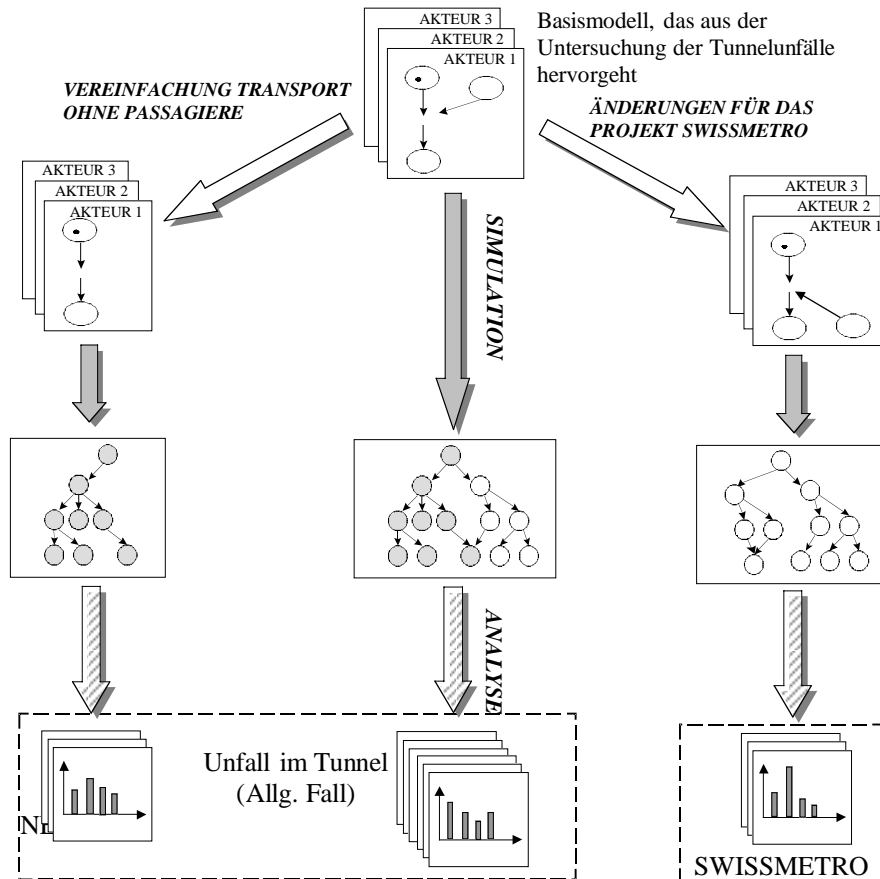 AKTEUR 3
AKTEUR 2
AKTEUR 1
Basismodell, das aus der
Untersuchung der Tunnelunfälle
hervorgeht
VEREINFACHUNG TRANSPORT
OHNE PASSAGIERE
ÄNDERUNGEN FÜR DAS
PROJEKT SWISSMETRO
AKTEUR 3
AKTEUR 2
AKTEUR 1
AKTEUR 3
AKTEUR 2
AKTEUR 1
SIMULATION
ANALYSE
Unfall im Tunnel
(Allg. Fall)
SWISSMETRO